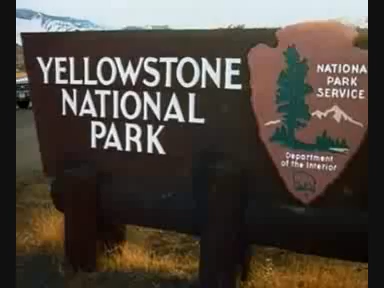 YELLOWSTONE
NATIONAL
PARK
NATIONA
PARK
SERVICE
Department
of the Interior